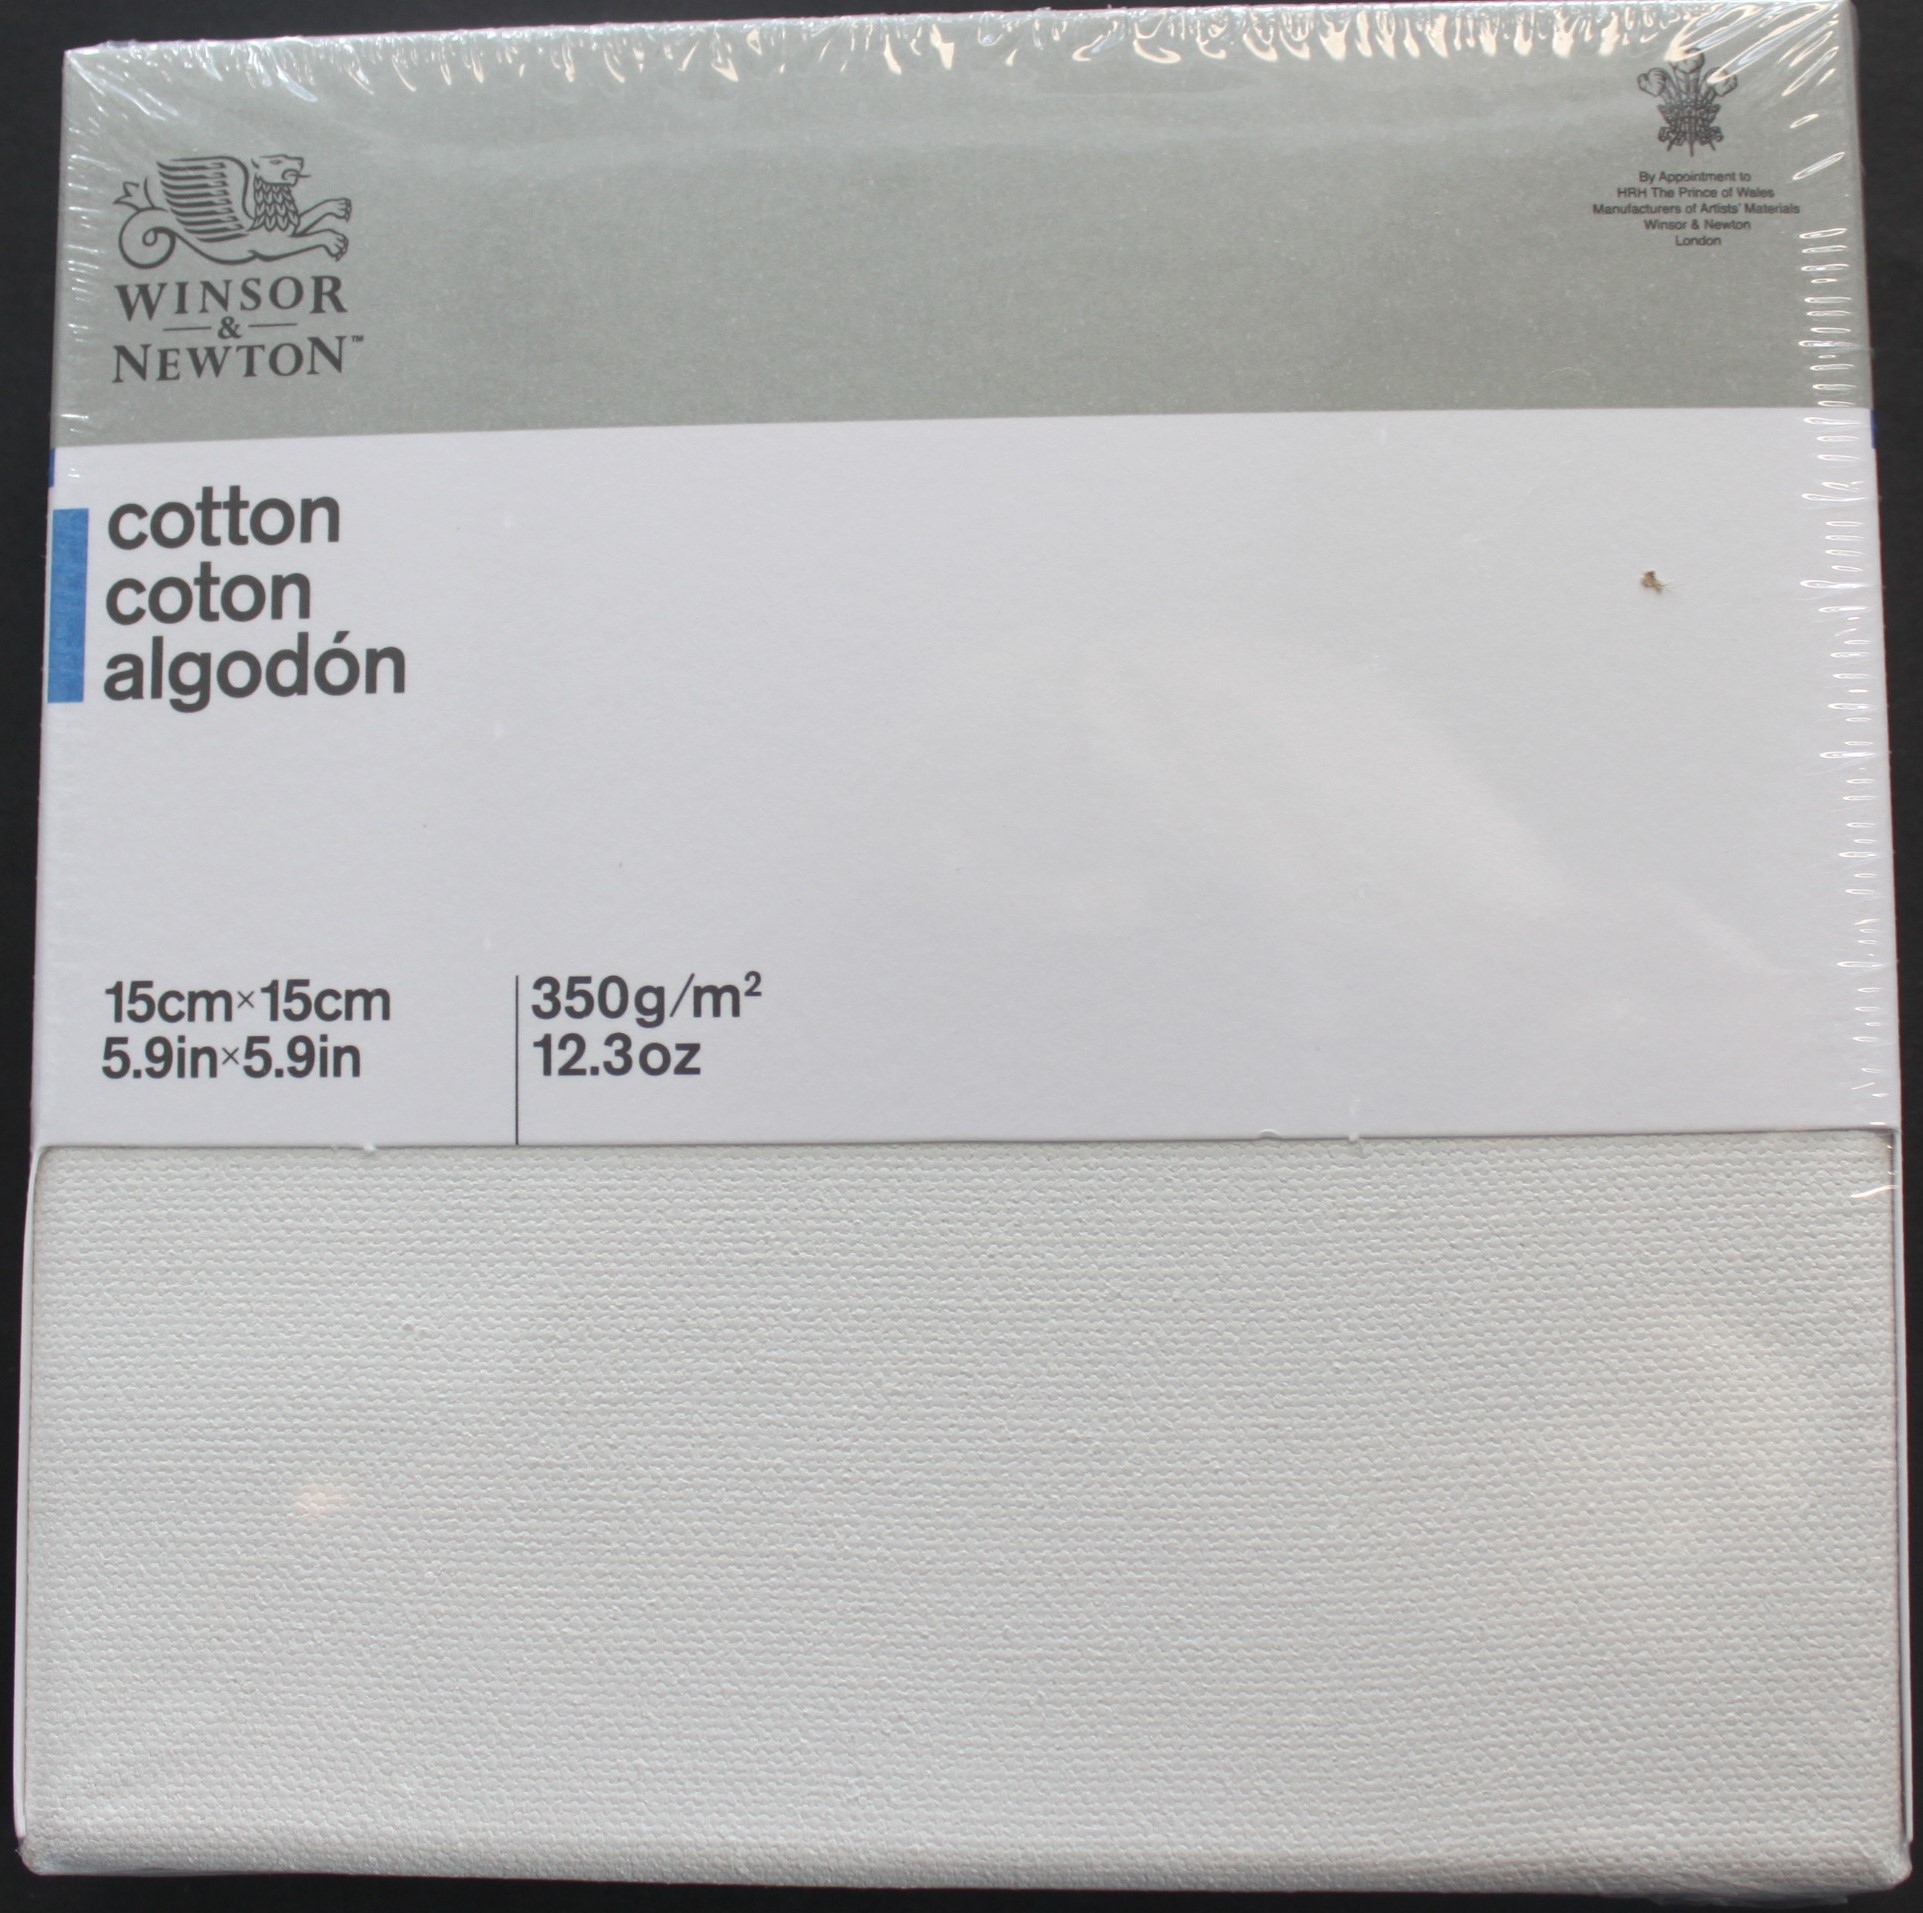 WINSOR
&
NEWTON™
By Appointment to
HRH The Prince of Wales
Manufacturers of Artists' Materials
Winsor & Newton
London
cotton
coton
algodón
15cm×15cm
5.9in×5.9in
350g/m²
12.3oz